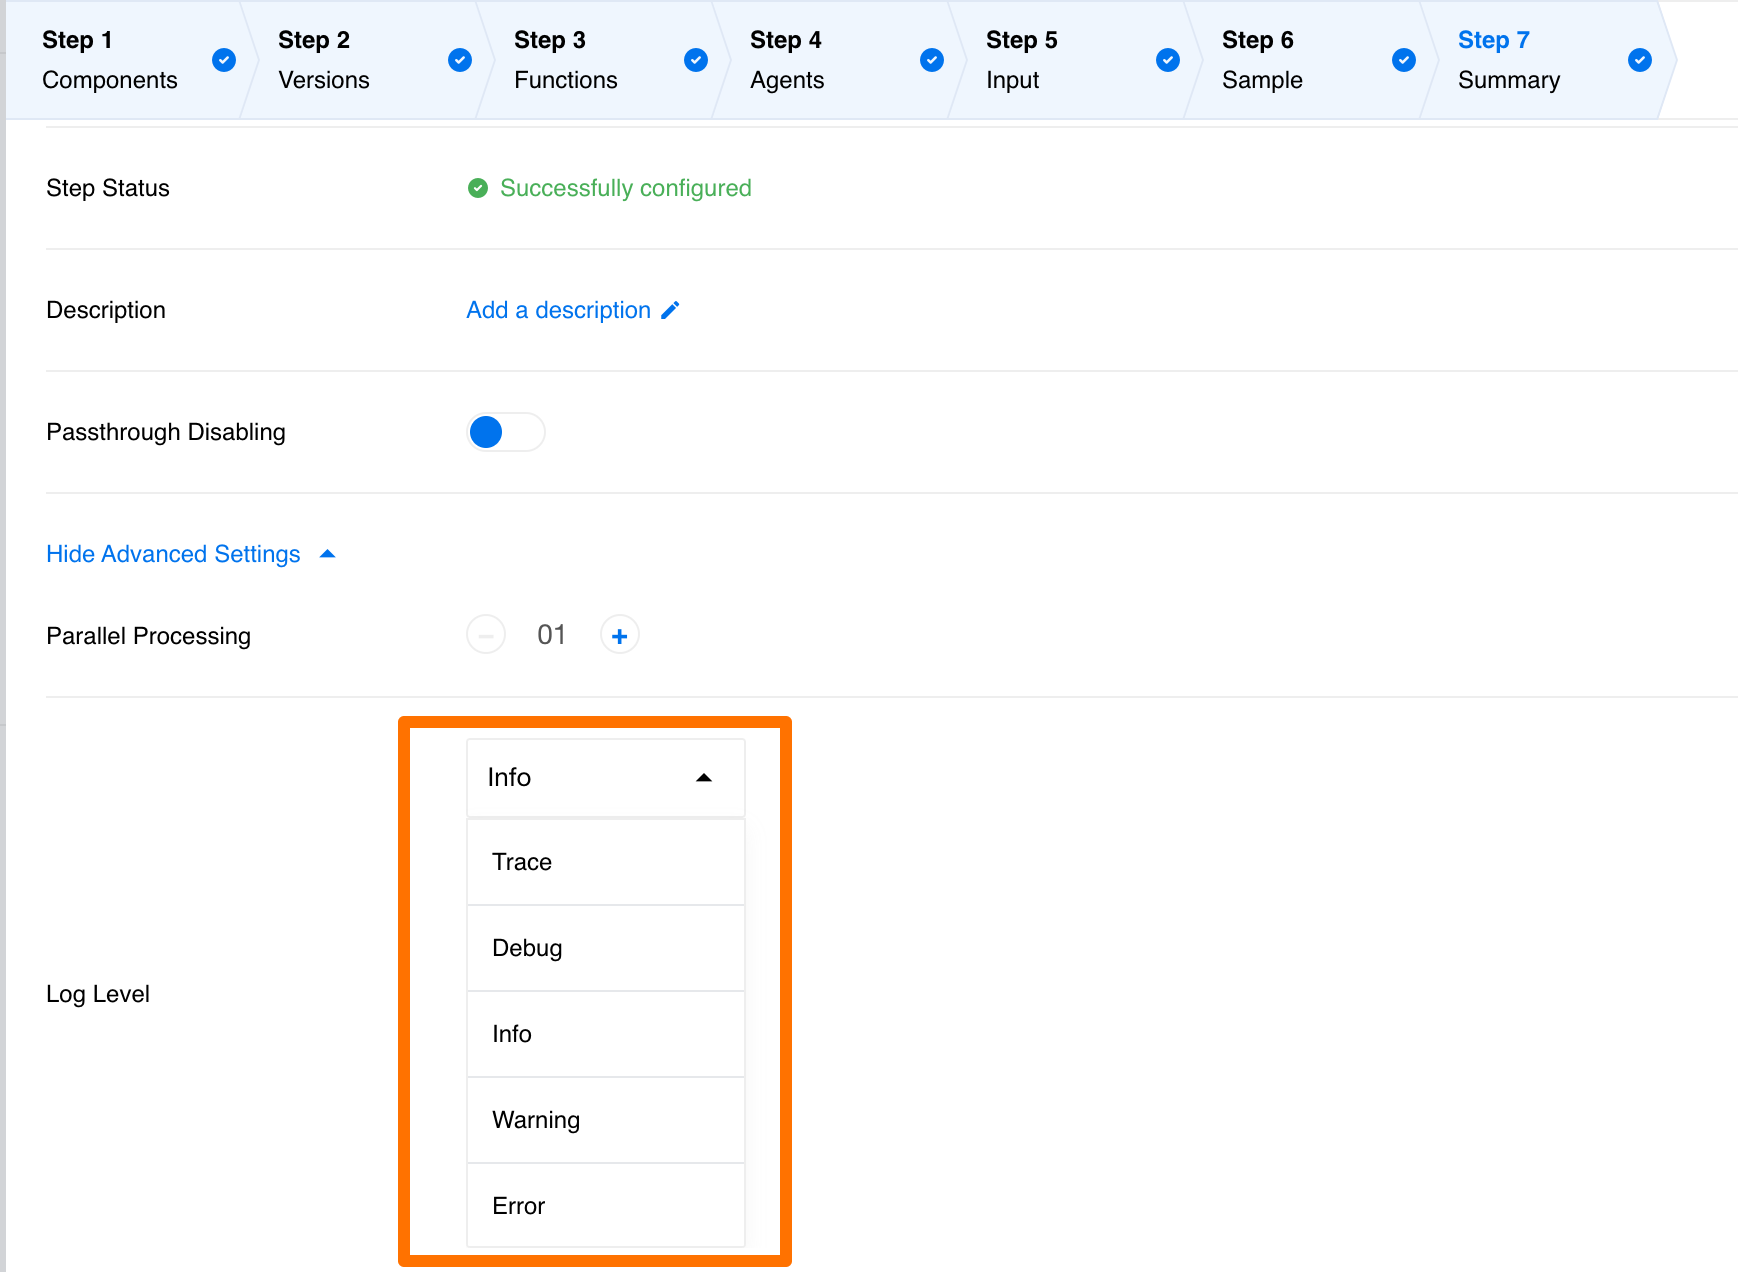 Step 1
Components
Step 2
Versions
Step 3
Functions
Step 4
Agents
Step 5
Input
Step 6
Sample
Step 7
Summary
Step Status
Successfully configured
Description
Add a description
Passthrough Disabling
Hide Advanced Settings
Parallel Processing
01
Log Level
Info
Trace
Debug
Info
Warning
Error